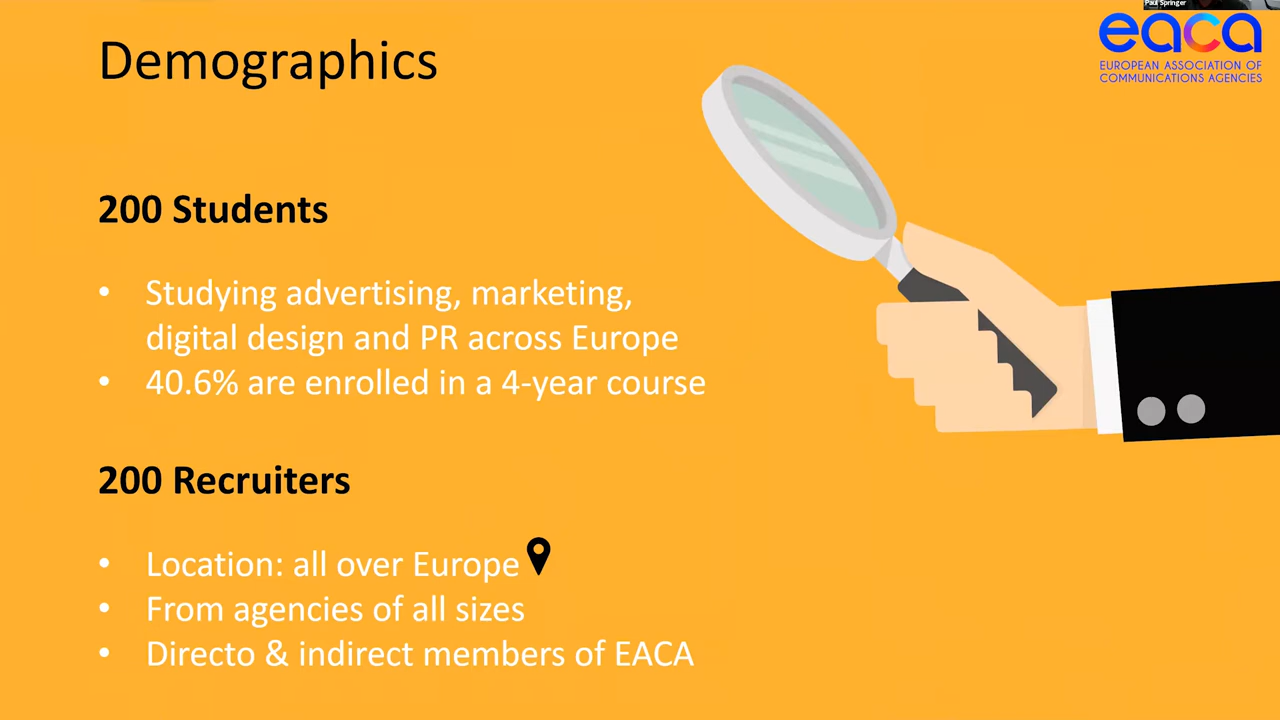 Paul Springer
eaca
EUROPEAN ASSOCIATION OF
COMMUNICATIONS AGENCIES
Demographics
200 Students
• Studying advertising, marketing,
digital design and PR across Europe
• 40.6% are enrolled in a 4-year course
200 Recruiters
• Location: all over Europe
• From agencies of all sizes
• Directo & indirect members of EACA